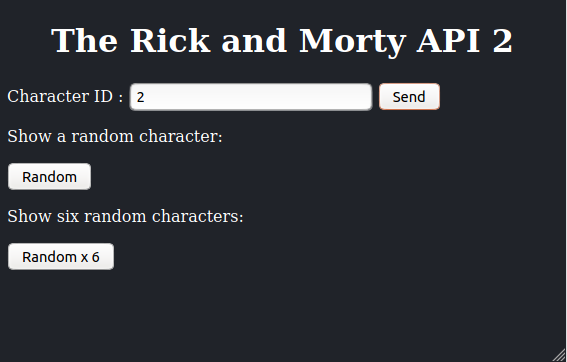 The Rick and Morty API 2
Character ID : 2 Send
Show a random character:
Random
Show six random characters:
Random x 6